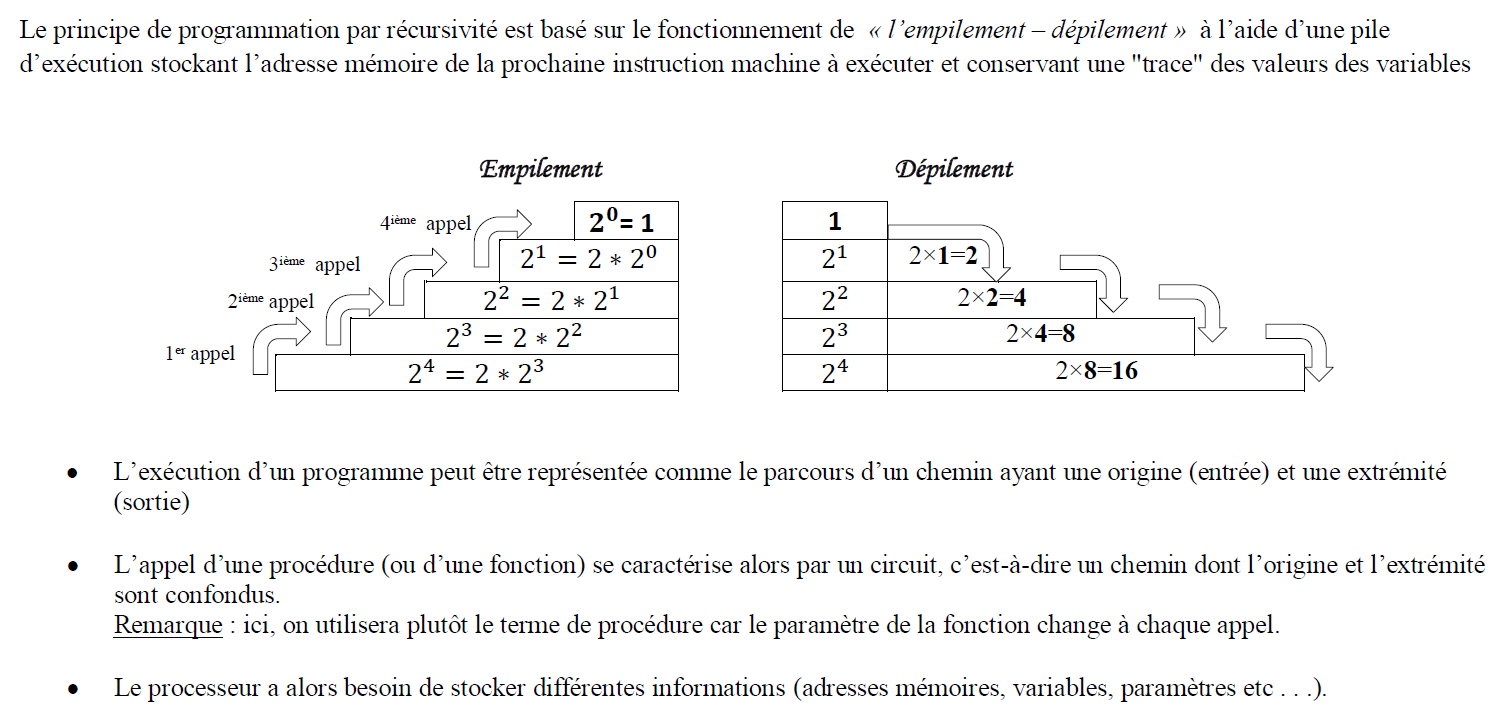 Le principe de programmation par récursivité est basé sur le fonctionnement de « l’empilement – dépilement » à l’aide d’une pile
d’exécution stockant l’adresse mémoire de la prochaine instruction machine à exécuter et conservant une "trace" des valeurs des variables
Empilement
4ième appel
2⁰= 1
3ième appel
2¹ = 2 ∗ 2⁰
2ième appel
2² = 2 ∗ 2¹
1er appel
2³ = 2 ∗ 2²
2⁴ = 2 ∗ 2³
Dépilement
1
2¹ 2×1=2
2² 2×2=4
2³ 2×4=8
2⁴ 2×8=16
• L’exécution d’un programme peut être représentée comme le parcours d’un chemin ayant une origine (entrée) et une extrémité
(sortie)
• L’appel d’une procédure (ou d’une fonction) se caractérise alors par un circuit, c’est-à-dire un chemin dont l’origine et l’extrémité
sont confondus.
Remarque : ici, on utilisera plutôt le terme de procédure car le paramètre de la fonction change à chaque appel.
• Le processeur a alors besoin de stocker différentes informations (adresses mémoires, variables, paramètres etc . . .).